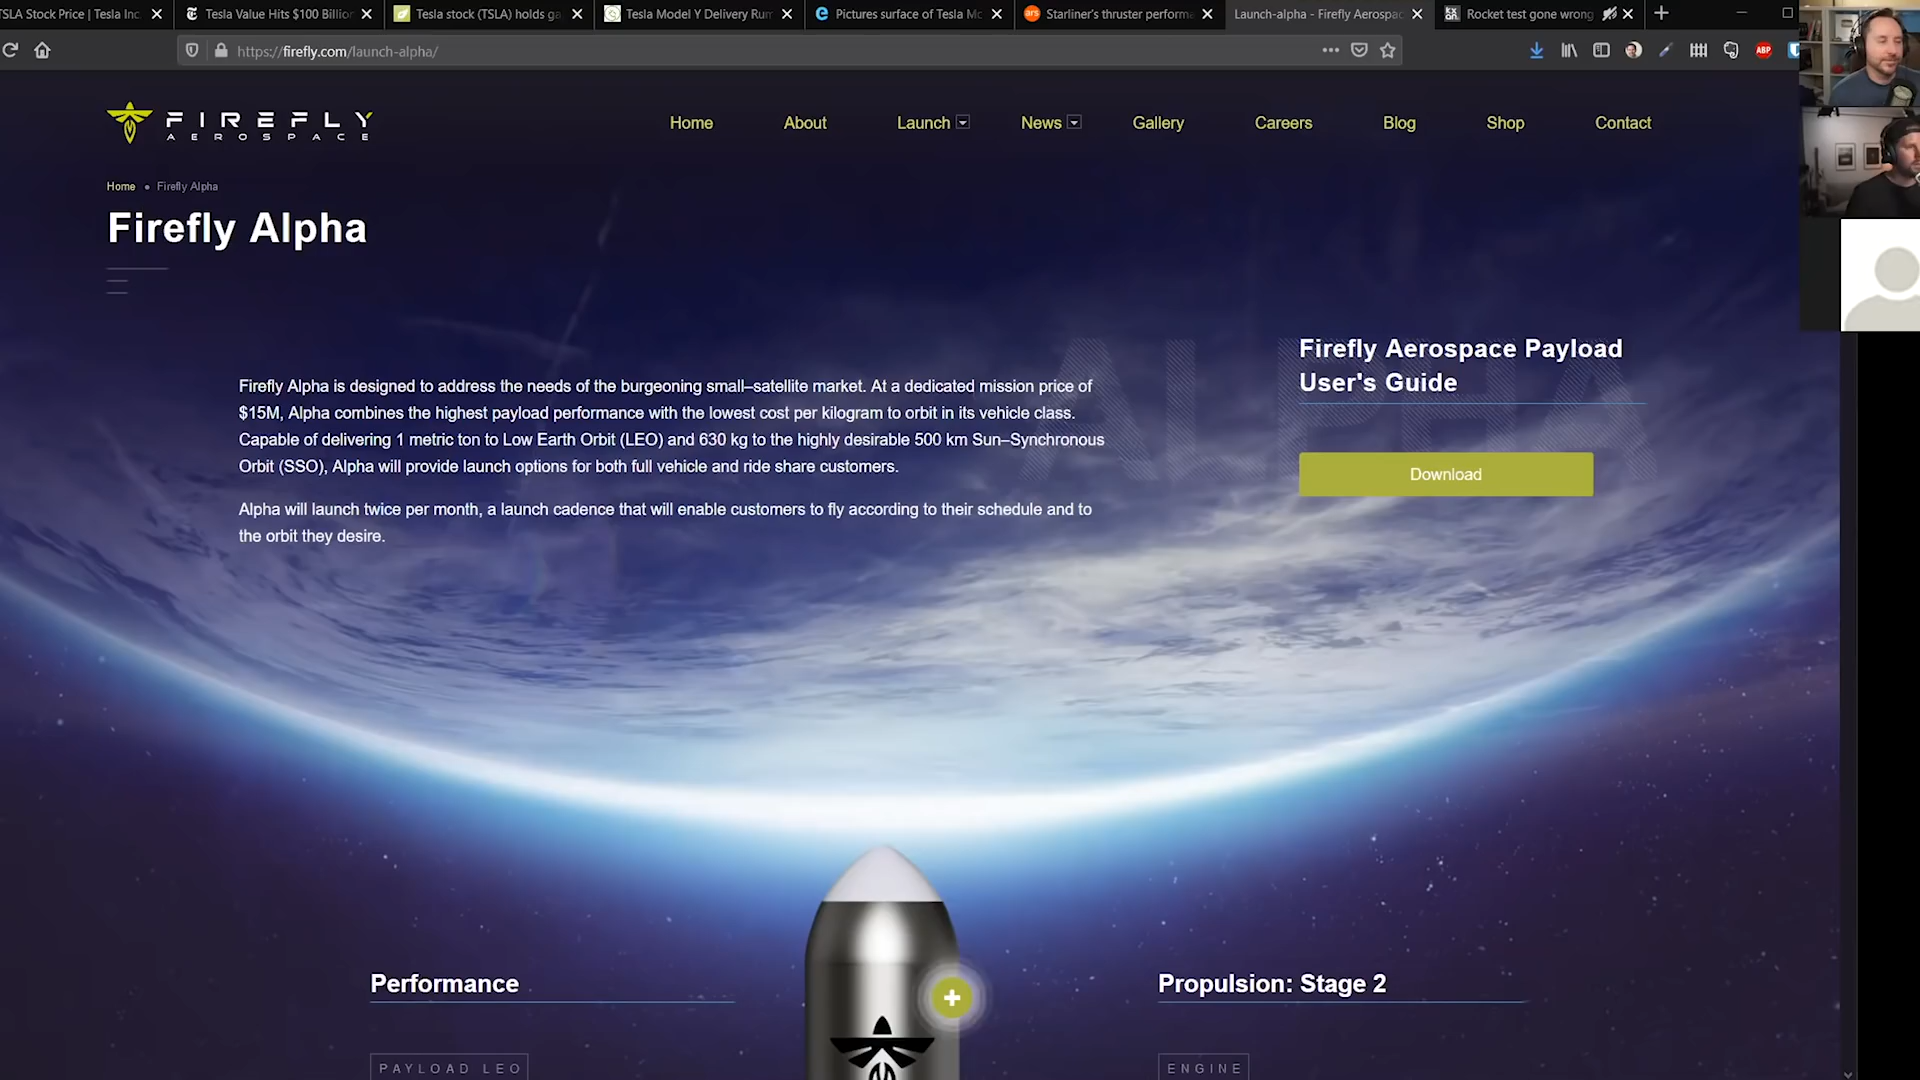 TSLA Stock Price | Tesla Inc.
Tesla Value Hits $100 Billion
Tesla stock (TSLA) holds ga
Tesla Model Y Delivery Rum
Pictures surface of Tesla Mo
ars
Starliner's thruster performa
Launch-alpha - Firefly Aerospac
Rocket test gone wrong
https://firefly.com/launch-alpha/
ABP
FIREFLY
AEROSPACE
Home
About
Launch
News
Gallery
Careers
Blog
Shop
Contact
Home • Firefly Alpha
Firefly Alpha
ALPHA
Firefly Aerospace Payload
User's Guide
Download
Firefly Alpha is designed to address the needs of the burgeoning small–satellite market. At a dedicated mission price of
$15M, Alpha combines the highest payload performance with the lowest cost per kilogram to orbit in its vehicle class.
Capable of delivering 1 metric ton to Low Earth Orbit (LEO) and 630 kg to the highly desirable 500 km Sun–Synchronous
Orbit (SSO), Alpha will provide launch options for both full vehicle and ride share customers.
Alpha will launch twice per month, a launch cadence that will enable customers to fly according to their schedule and to
the orbit they desire.
Performance
Propulsion: Stage 2
PAYLOAD LEO
ENGINE